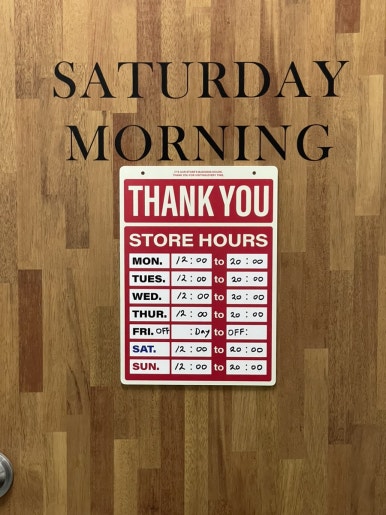 SATURDAY
MORNING
THANK YOU
STORE HOURS
MON. 12:00 to 20:00
TUES. 12:00 to 20:00
WED. 12:00 to 20:00
THUR. 12:00 to 20:00
FRI. OFF :Day to OFF:
SAT. 12:00 to 20:00
SUN. 12:00 to 20:00